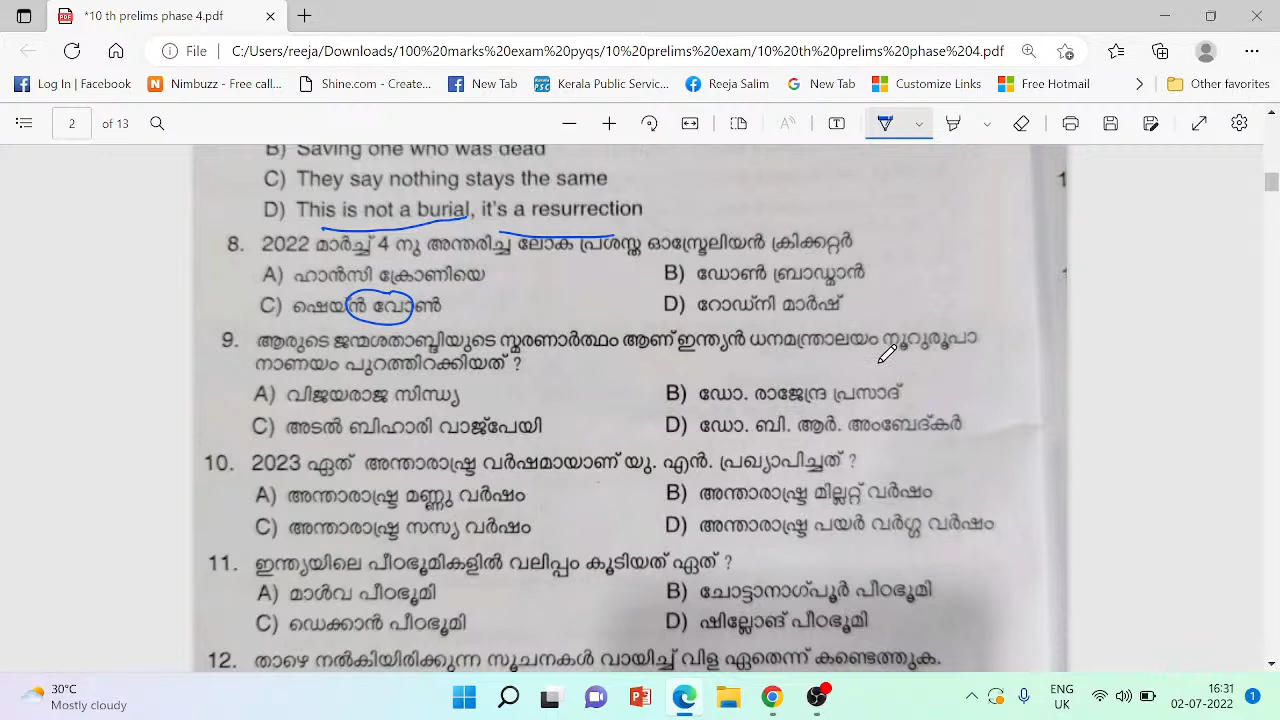 *10 th prelims phase 4.pdf
File C:/Users/reeja/Downloads/100%20marks%20exam%20pyqs/10%20prelims%20exam/10%20th%20prelims%20phase%204.pdf
Log In | Facebook Nimbuzz - Free call... Shine.com - Creating... New Tab Kerala Public Servic... Reeja Salim New Tab Customize Links Free Hotmail Other favorites
2 of 13
B) Saving one who was dead
C) They say nothing stays the same
D) This is not a burial, it's a resurrection
8. 2022 മാർച്ച് 4 നു അന്തരിച്ച ലോക പ്രശസ്ത ഓസ്ട്രേലിയൻ ക്രിക്കറ്റർ
A) ഹാൻസി ക്രോണിയെ B) ഡോൺ ബ്രാഡ്മാൻ
C) ഷെയൻ വോൺ D) റോഡ്നി മാർഷ്
9. ആരുടെ ജന്മശതാബ്ദിയുടെ സ്മരണാർത്ഥം ആണ് ഇന്ത്യൻ ധനമന്ത്രാലയം നൂറുരൂപാ
നാണയം പുറത്തിറക്കിയത് ?
A) വിജയരാജ സിന്ധ്യ B) ഡോ. രാജേന്ദ്ര പ്രസാദ്
C) അടൽ ബിഹാരി വാജ്പേയി D) ഡോ. ബി. ആർ. അംബേദ്കർ
10. 2023 ഏത് അന്താരാഷ്ട്ര വർഷമായാണ് യു. എൻ. പ്രഖ്യാപിച്ചത് ?
A) അന്താരാഷ്ട്ര മണ്ണു വർഷം B) അന്താരാഷ്ട്ര മില്ലറ്റ് വർഷം
C) അന്താരാഷ്ട്ര സസ്യ വർഷം D) അന്താരാഷ്ട്ര പയർ വർഗ്ഗ വർഷം
11. ഇന്ത്യയിലെ പീഠഭൂമികളിൽ വലിപ്പം കൂടിയത് ഏത് ?
A) മാൾവ പീഠഭൂമി B) ചോട്ടാനാഗ്പൂർ പീഠഭൂമി
C) ഡെക്കാൻ പീഠഭൂമി D) ഷില്ലോങ് പീഠഭൂമി
12. താഴെ നൽകിയിരിക്കുന്ന സൂചനകൾ വായിച്ച് വിള ഏതെന്ന് കണ്ടെത്തുക.
30°C
Mostly cloudy
ENG
UK
16:31
02-07-2022
1